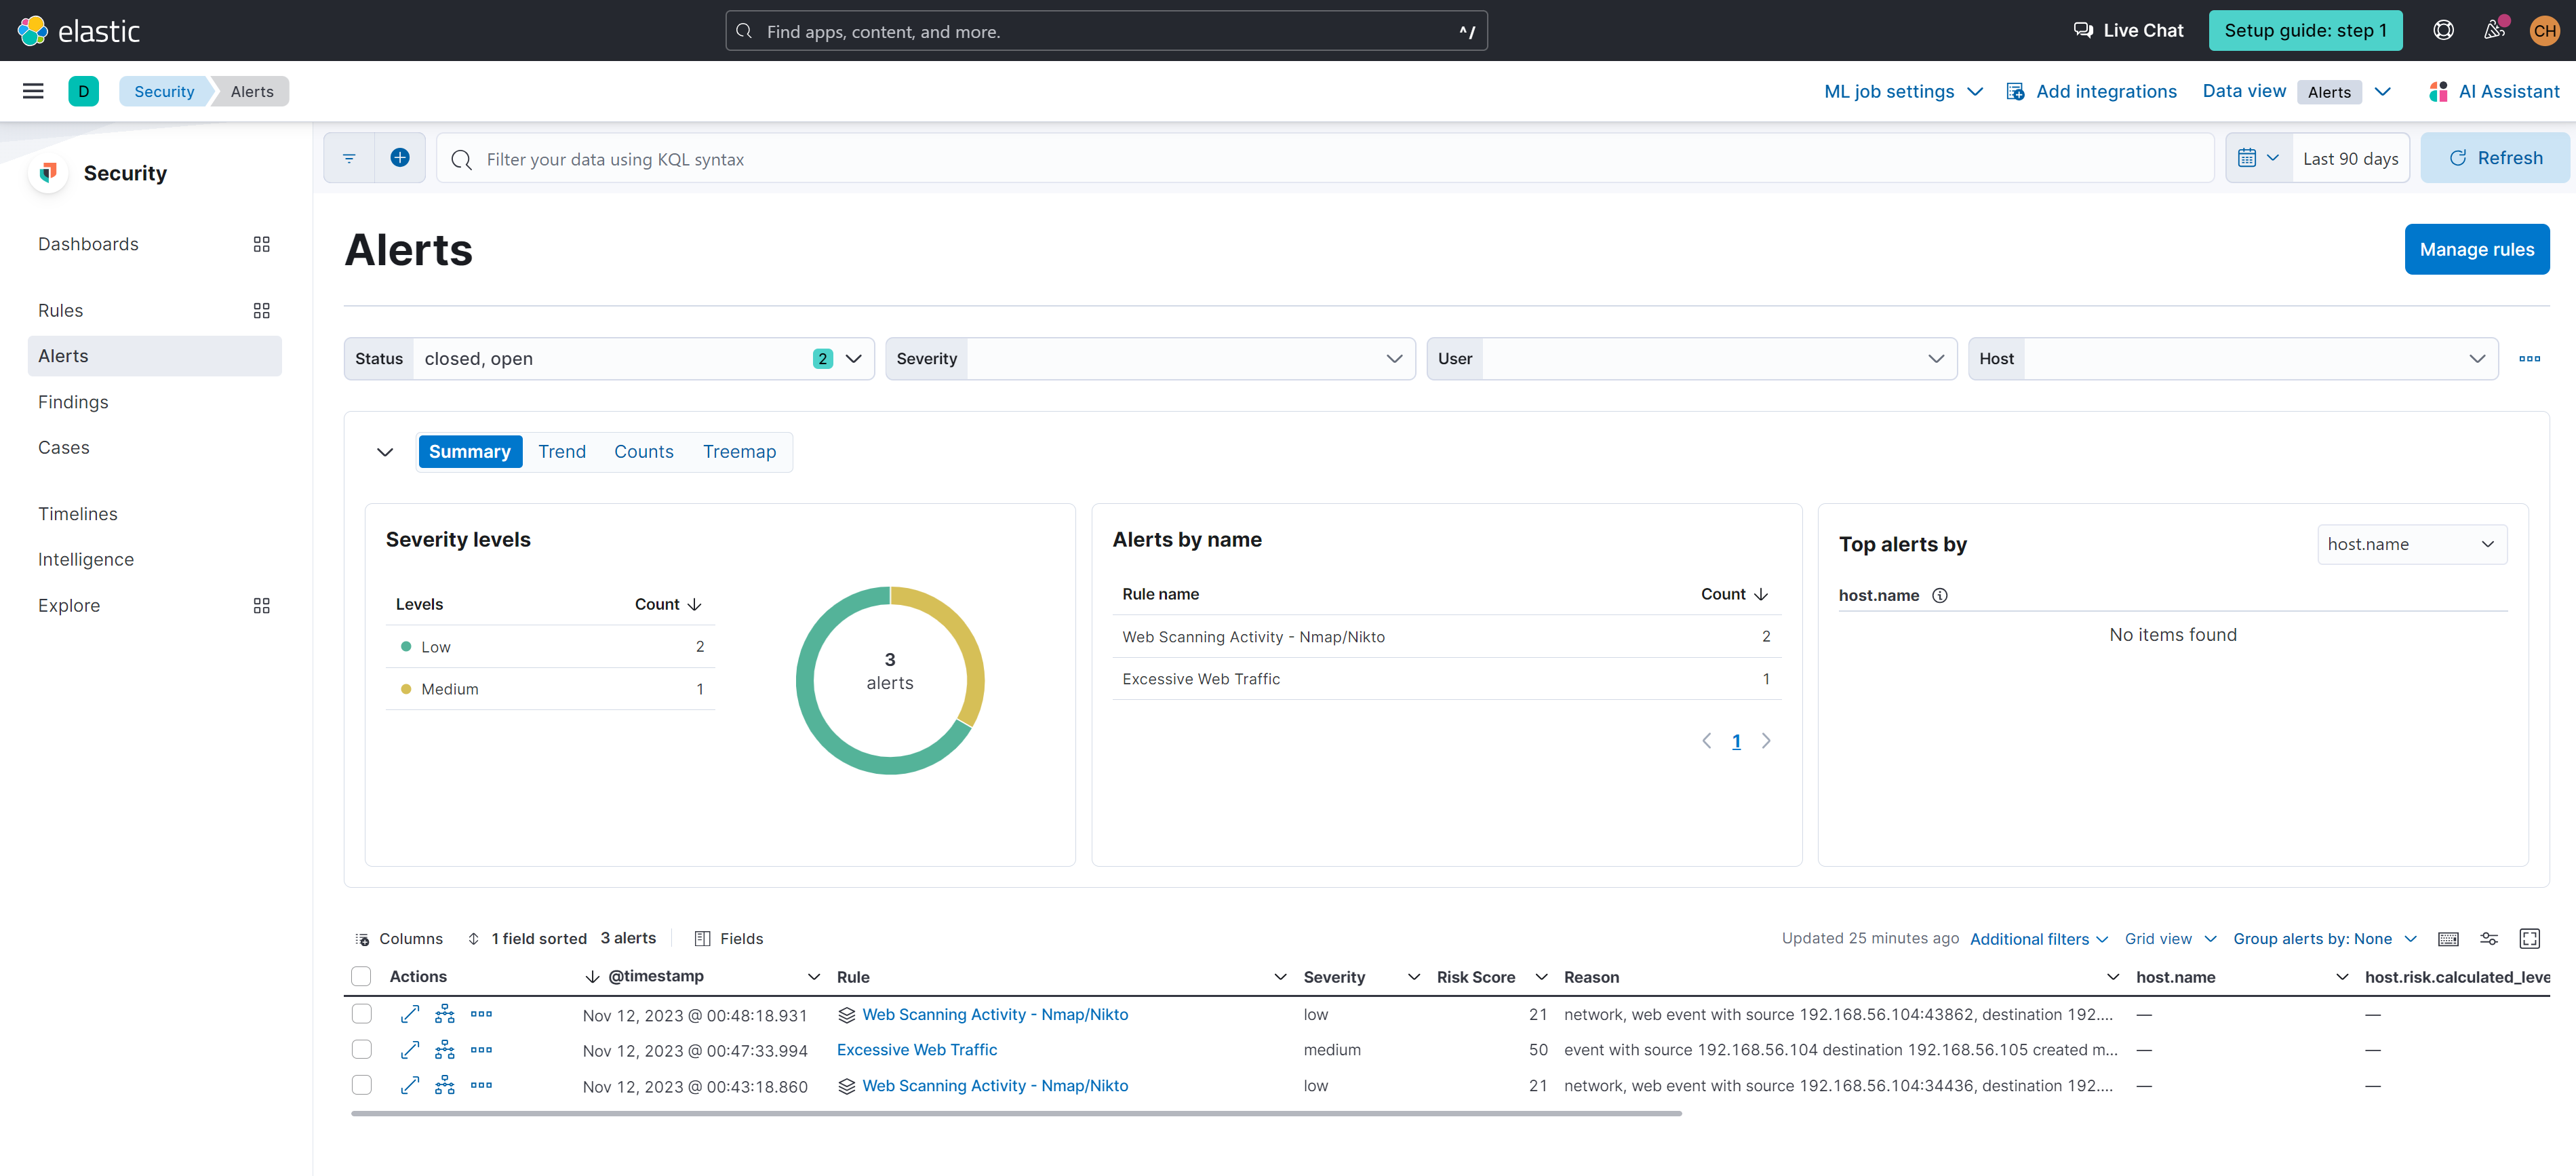 elastic
Find apps, content, and more.
^/
Live Chat
Setup guide: step 1
CH
D
Security
Alerts
ML job settings
Add integrations
Data view
Alerts
AI Assistant
Security
Dashboards
Rules
Alerts
Findings
Cases
Timelines
Intelligence
Explore
Filter your data using KQL syntax
Last 90 days
Refresh
Alerts
Manage rules
Status closed, open 2
Severity
User
Host
Summary Trend Counts Treemap
Severity levels
Levels Count
Low 2
Medium 1
3
alerts
Alerts by name
Rule name Count
Web Scanning Activity - Nmap/Nikto 2
Excessive Web Traffic 1
1
Top alerts by
host.name
host.name
No items found
Columns 1 field sorted 3 alerts Fields
Updated 25 minutes ago Additional filters Grid view Group alerts by: None
Actions @timestamp Rule Severity Risk Score Reason host.name host.risk.calculated_leve
Nov 12, 2023 @ 00:48:18.931 Web Scanning Activity - Nmap/Nikto low 21 network, web event with source 192.168.56.104:43862, destination 192.... — —
Nov 12, 2023 @ 00:47:33.994 Excessive Web Traffic medium 50 event with source 192.168.56.104 destination 192.168.56.105 created m... — —
Nov 12, 2023 @ 00:43:18.860 Web Scanning Activity - Nmap/Nikto low 21 network, web event with source 192.168.56.104:34436, destination 192.... — —